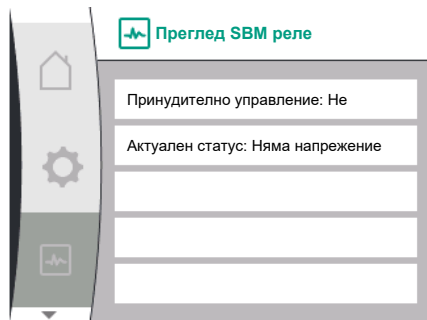 Преглед SBM реле
Принудително управление: Не
Актуален статус: Няма напрежение